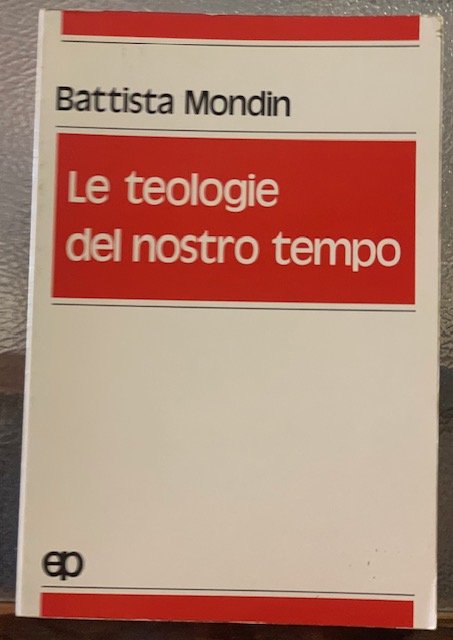 Battista Mondin
Le teologie
del nostro tempo
ep